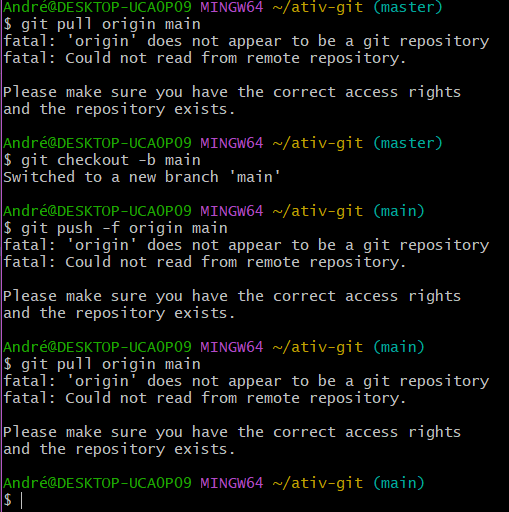 André@DESKTOP-UCA0P09 MINGW64 ~/ativ-git (master)
$ git pull origin main
fatal: 'origin' does not appear to be a git repository
fatal: Could not read from remote repository.

Please make sure you have the correct access rights
and the repository exists.

André@DESKTOP-UCA0P09 MINGW64 ~/ativ-git (master)
$ git checkout -b main
Switched to a new branch 'main'

André@DESKTOP-UCA0P09 MINGW64 ~/ativ-git (main)
$ git push -f origin main
fatal: 'origin' does not appear to be a git repository
fatal: Could not read from remote repository.

Please make sure you have the correct access rights
and the repository exists.

André@DESKTOP-UCA0P09 MINGW64 ~/ativ-git (main)
$ git pull origin main
fatal: 'origin' does not appear to be a git repository
fatal: Could not read from remote repository.

Please make sure you have the correct access rights
and the repository exists.

André@DESKTOP-UCA0P09 MINGW64 ~/ativ-git (main)
$